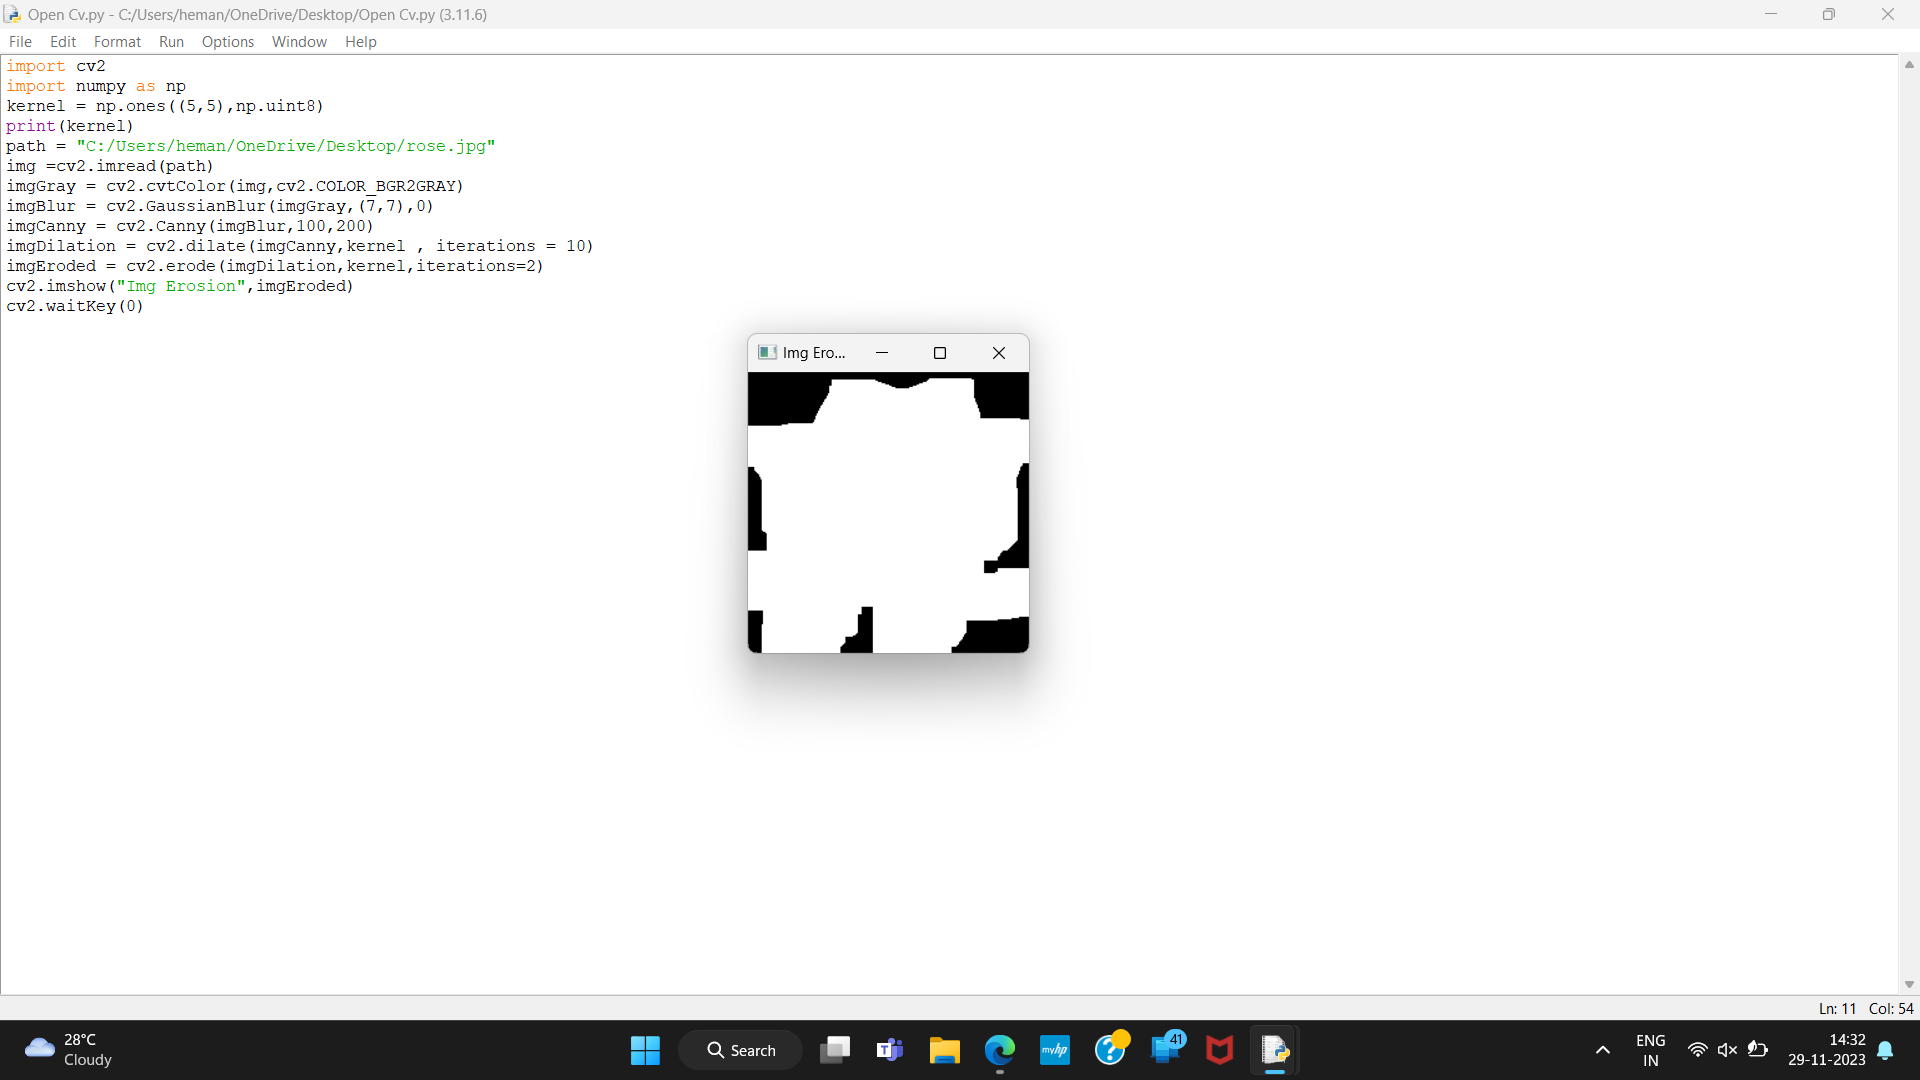 Open Cv.py - C:/Users/heman/OneDrive/Desktop/Open Cv.py (3.11.6)
File Edit Format Run Options Window Help
import cv2
import numpy as np
kernel = np.ones((5,5),np.uint8)
print(kernel)
path = "C:/Users/heman/OneDrive/Desktop/rose.jpg"
img =cv2.imread(path)
imgGray = cv2.cvtColor(img,cv2.COLOR_BGR2GRAY)
imgBlur = cv2.GaussianBlur(imgGray,(7,7),0)
imgCanny = cv2.Canny(imgBlur,100,200)
imgDilation = cv2.dilate(imgCanny,kernel , iterations = 10)
imgEroded = cv2.erode(imgDilation,kernel,iterations=2)
cv2.imshow("Img Erosion",imgEroded)
cv2.waitKey(0)
Img Ero...
Ln: 11 Col: 54
28°C
Cloudy
Search
T
myhp
?
41
ENG
IN
14:32
29-11-2023